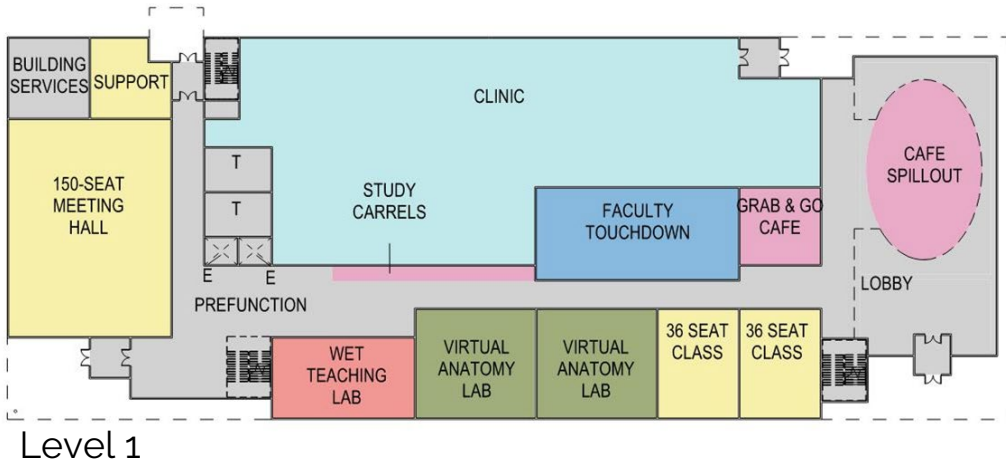 BUILDING
SERVICES
SUPPORT
CLINIC
150-SEAT
MEETING
HALL
T
T
STUDY
CARRELS
FACULTY
TOUCHDOWN
GRAB & GO
CAFE
CAFE
SPILLOUT
E
E
PREFUNCTION
LOBBY
WET
TEACHING
LAB
VIRTUAL
ANATOMY
LAB
VIRTUAL
ANATOMY
LAB
36 SEAT
CLASS
36 SEAT
CLASS
Level 1